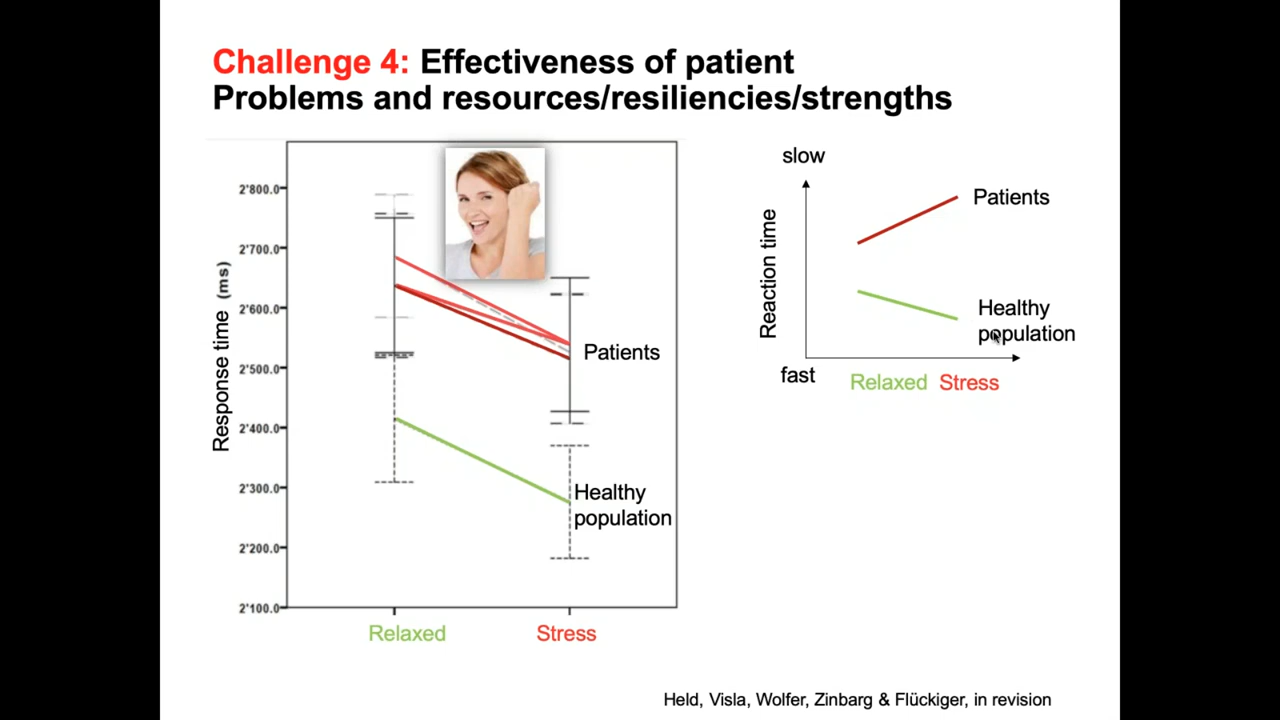 Challenge 4: Effectiveness of patient
Problems and resources/resiliencies/strengths
Response time (ms)
2'800.0
2'700.0
2'600.0
2'500.0
2'400.0
2'300.0
2'200.0
2'100.0
Patients
Healthy
population
Relaxed
Stress
slow
Reaction time
fast
Patients
Healthy
population
Relaxed
Stress
Held, Visla, Wolfer, Zinbarg & Flückiger, in revision